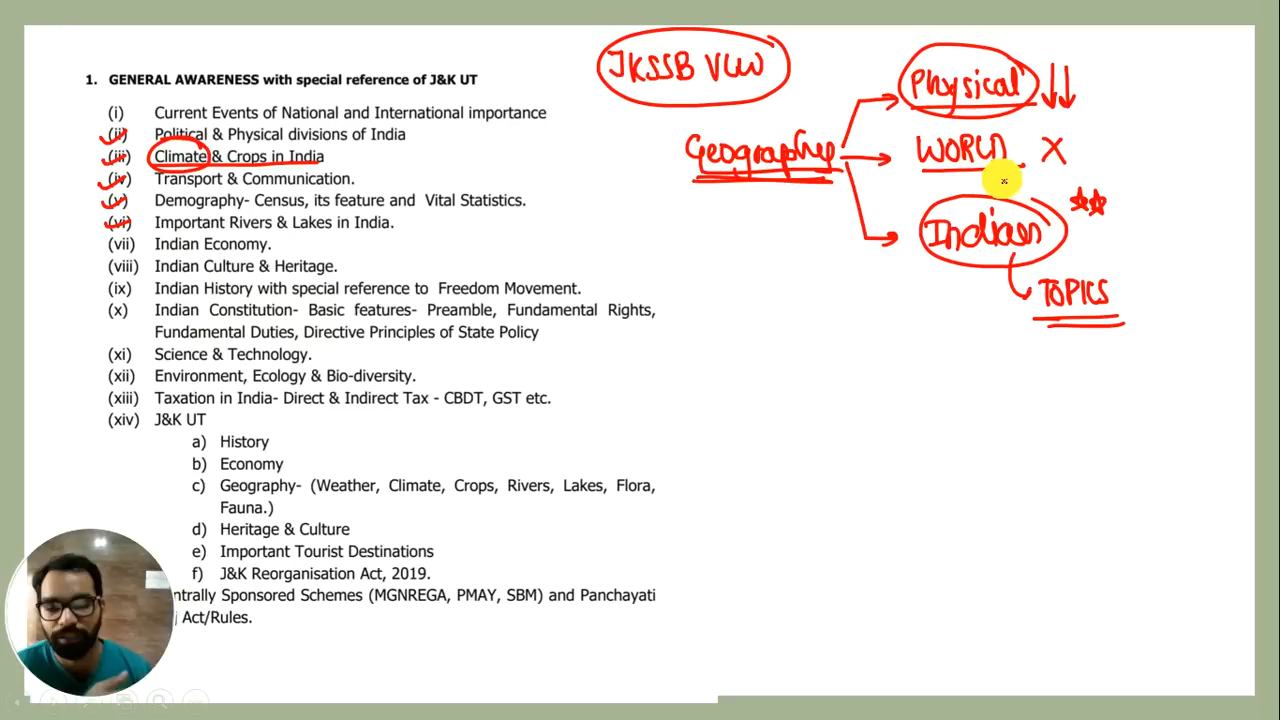 1. GENERAL AWARENESS with special reference of J&K UT
(i) Current Events of National and International importance
(ii) Political & Physical divisions of India
(iii) Climate & Crops in India
(iv) Transport & Communication.
(v) Demography- Census, its feature and Vital Statistics.
(vi) Important Rivers & Lakes in India.
(vii) Indian Economy.
(viii) Indian Culture & Heritage.
(ix) Indian History with special reference to Freedom Movement.
(x) Indian Constitution- Basic features- Preamble, Fundamental Rights,
Fundamental Duties, Directive Principles of State Policy
(xi) Science & Technology.
(xii) Environment, Ecology & Bio-diversity.
(xiii) Taxation in India- Direct & Indirect Tax - CBDT, GST etc.
(xiv) J&K UT
a) History
b) Economy
c) Geography- (Weather, Climate, Crops, Rivers, Lakes, Flora,
Fauna.)
d) Heritage & Culture
e) Important Tourist Destinations
f) J&K Reorganisation Act, 2019.
ntrally Sponsored Schemes (MGNREGA, PMAY, SBM) and Panchayati
j Act/Rules.
JKSSB VLW
Geography
Physical
WORLD X
Indian
TOPICS